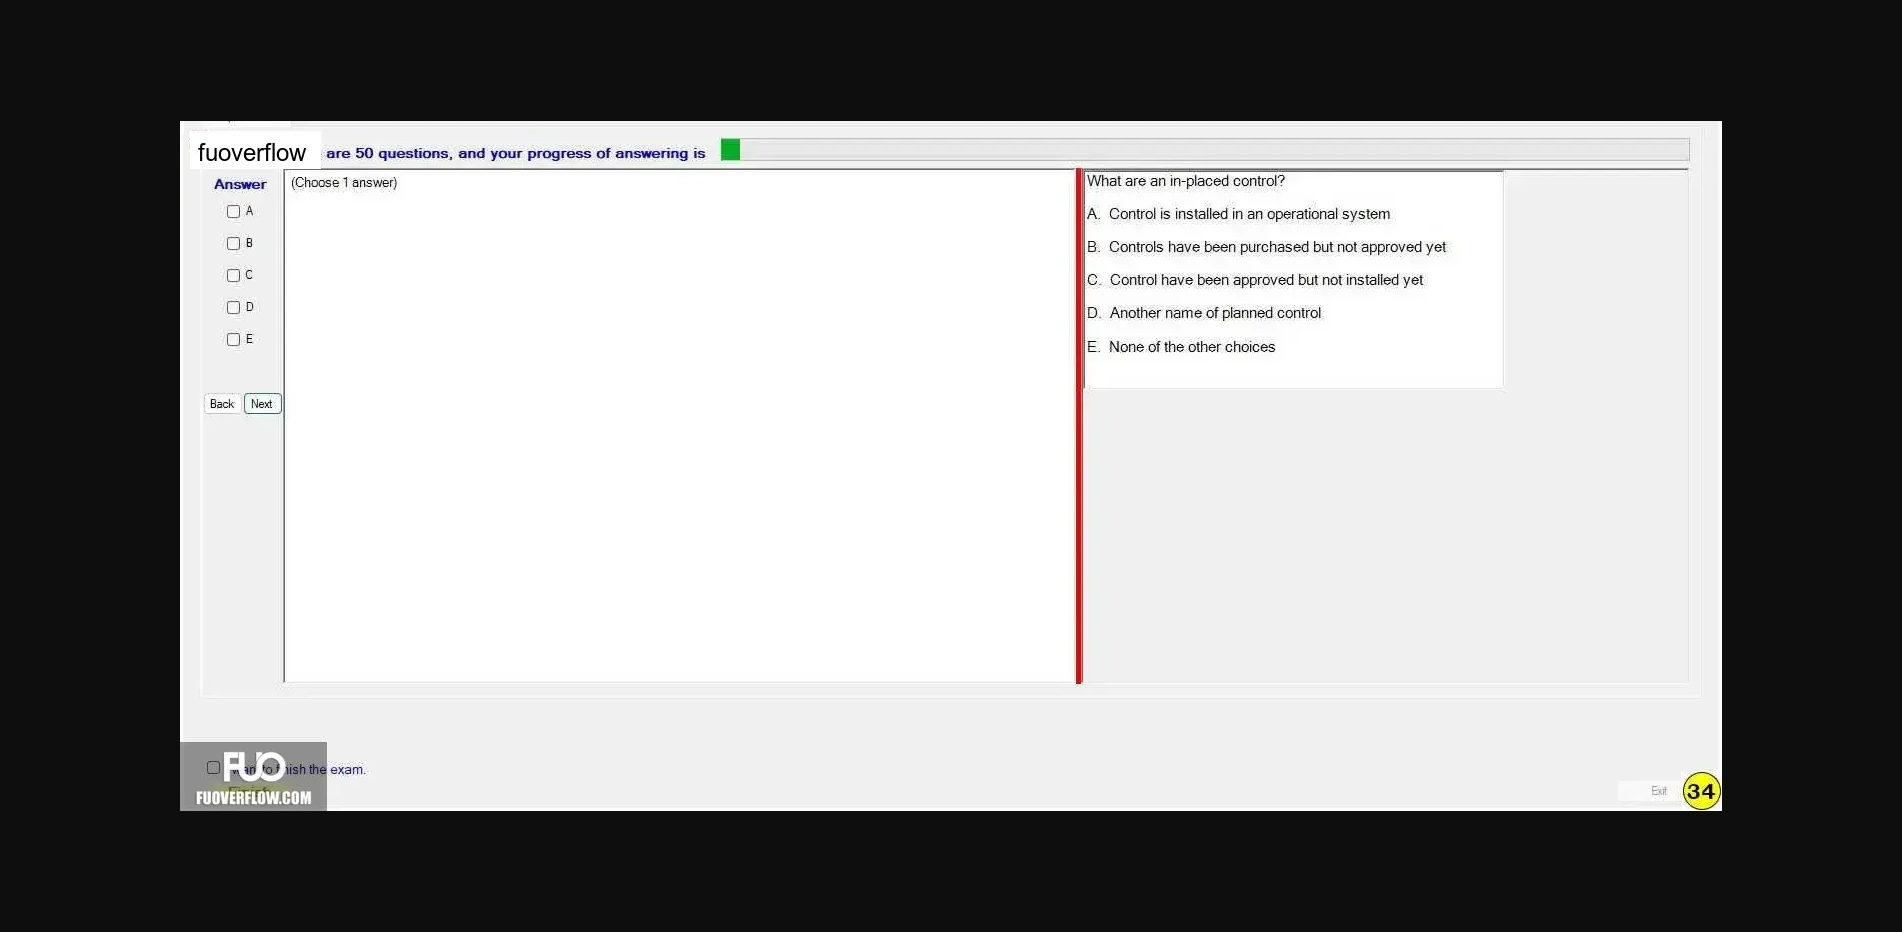 fuoverflow are 50 questions, and your progress of answering is
Answer
A
B
C
D
E
Back Next
(Choose 1 answer)
What are an in-placed control?
A. Control is installed in an operational system
B. Controls have been purchased but not approved yet
C. Control have been approved but not installed yet
D. Another name of planned control
E. None of the other choices
FUO
to finish the exam.
Finish
FUOVERFLOW.COM
Exit
34